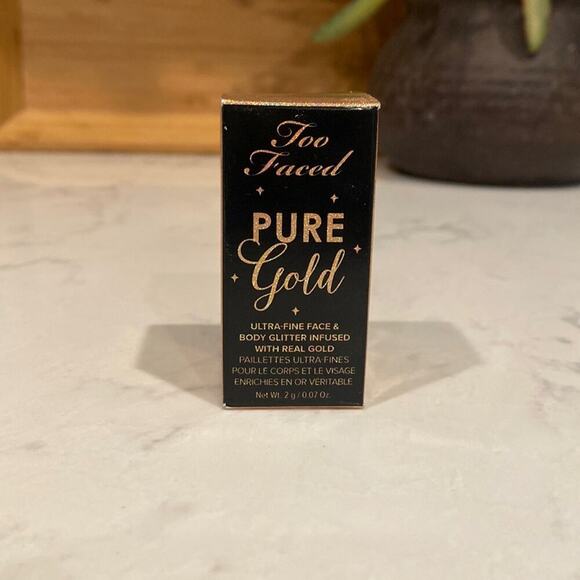 Too
Faced
PURE
Gold
ULTRA-FINE FACE &
BODY GLITTER INFUSED
WITH REAL GOLD
PAILLETTES ULTRA-FINES
POUR LE CORPS ET LE VISAGE
ENRICHIES EN OR VÉRITABLE
Net Wt. 2 g / 0.07 Oz.